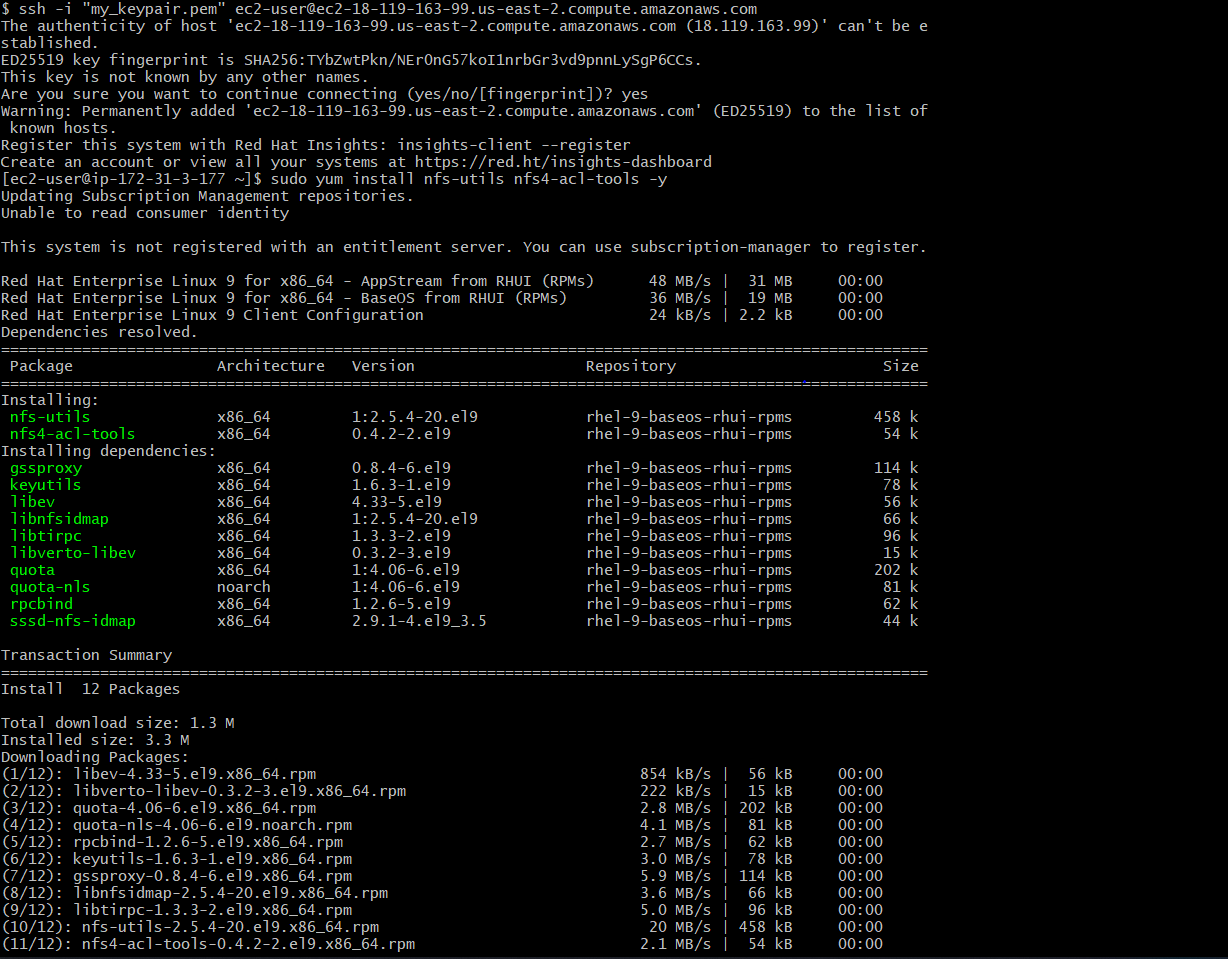 $ ssh -i "my_keypair.pem" ec2-user@ec2-18-119-163-99.us-east-2.compute.amazonaws.com
The authenticity of host 'ec2-18-119-163-99.us-east-2.compute.amazonaws.com (18.119.163.99)' can't be e
stablished.
ED25519 key fingerprint is SHA256:TYbZwtPkn/NEr0nG57koI1nrbGr3vd9pnnLySgP6CCs.
This key is not known by any other names.
Are you sure you want to continue connecting (yes/no/[fingerprint])? yes
Warning: Permanently added 'ec2-18-119-163-99.us-east-2.compute.amazonaws.com' (ED25519) to the list of
 known hosts.
Register this system with Red Hat Insights: insights-client --register
Create an account or view all your systems at https://red.ht/insights-dashboard
[ec2-user@ip-172-31-3-177 ~]$ sudo yum install nfs-utils nfs4-acl-tools -y
Updating Subscription Management repositories.
Unable to read consumer identity

This system is not registered with an entitlement server. You can use subscription-manager to register.

Red Hat Enterprise Linux 9 for x86_64 - AppStream from RHUI (RPMs)      48 MB/s |  31 MB     00:00
Red Hat Enterprise Linux 9 for x86_64 - BaseOS from RHUI (RPMs)         36 MB/s |  19 MB     00:00
Red Hat Enterprise Linux 9 Client Configuration                         24 kB/s | 2.2 kB     00:00
Dependencies resolved.
=======================================================================================================
 Package                Architecture   Version                   Repository                       Size
=======================================================================================================
Installing:
 nfs-utils              x86_64         1:2.5.4-20.el9            rhel-9-baseos-rhui-rpms         458 k
 nfs4-acl-tools         x86_64         0.4.2-2.el9               rhel-9-baseos-rhui-rpms          54 k
Installing dependencies:
 gssproxy               x86_64         0.8.4-6.el9               rhel-9-baseos-rhui-rpms         114 k
 keyutils               x86_64         1.6.3-1.el9               rhel-9-baseos-rhui-rpms          78 k
 libev                  x86_64         4.33-5.el9                rhel-9-baseos-rhui-rpms          56 k
 libnfsidmap            x86_64         1:2.5.4-20.el9            rhel-9-baseos-rhui-rpms          66 k
 libtirpc               x86_64         1.3.3-2.el9               rhel-9-baseos-rhui-rpms          96 k
 libverto-libev         x86_64         0.3.2-3.el9               rhel-9-baseos-rhui-rpms          15 k
 quota                  x86_64         1:4.06-6.el9              rhel-9-baseos-rhui-rpms         202 k
 quota-nls              noarch         1:4.06-6.el9              rhel-9-baseos-rhui-rpms          81 k
 rpcbind                x86_64         1.2.6-5.el9               rhel-9-baseos-rhui-rpms          62 k
 sssd-nfs-idmap         x86_64         2.9.1-4.el9_3.5           rhel-9-baseos-rhui-rpms          44 k

Transaction Summary
=======================================================================================================
Install  12 Packages

Total download size: 1.3 M
Installed size: 3.3 M
Downloading Packages:
(1/12): libev-4.33-5.el9.x86_64.rpm                                    854 kB/s |  56 kB     00:00
(2/12): libverto-libev-0.3.2-3.el9.x86_64.rpm                          222 kB/s |  15 kB     00:00
(3/12): quota-4.06-6.el9.x86_64.rpm                                    2.8 MB/s | 202 kB     00:00
(4/12): quota-nls-4.06-6.el9.noarch.rpm                                4.1 MB/s |  81 kB     00:00
(5/12): rpcbind-1.2.6-5.el9.x86_64.rpm                                 2.7 MB/s |  62 kB     00:00
(6/12): keyutils-1.6.3-1.el9.x86_64.rpm                                3.0 MB/s |  78 kB     00:00
(7/12): gssproxy-0.8.4-6.el9.x86_64.rpm                                5.9 MB/s | 114 kB     00:00
(8/12): libnfsidmap-2.5.4-20.el9.x86_64.rpm                            3.6 MB/s |  66 kB     00:00
(9/12): libtirpc-1.3.3-2.el9.x86_64.rpm                                5.0 MB/s |  96 kB     00:00
(10/12): nfs-utils-2.5.4-20.el9.x86_64.rpm                              20 MB/s | 458 kB     00:00
(11/12): nfs4-acl-tools-0.4.2-2.el9.x86_64.rpm                         2.1 MB/s |  54 kB     00:00